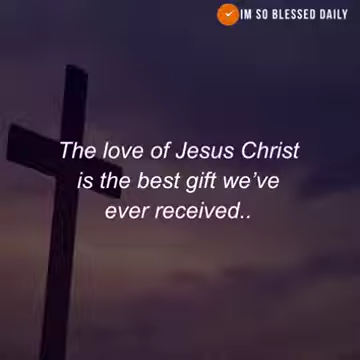 IM SO BLESSED DAILY
The love of Jesus Christ
is the best gift we’ve
ever received..